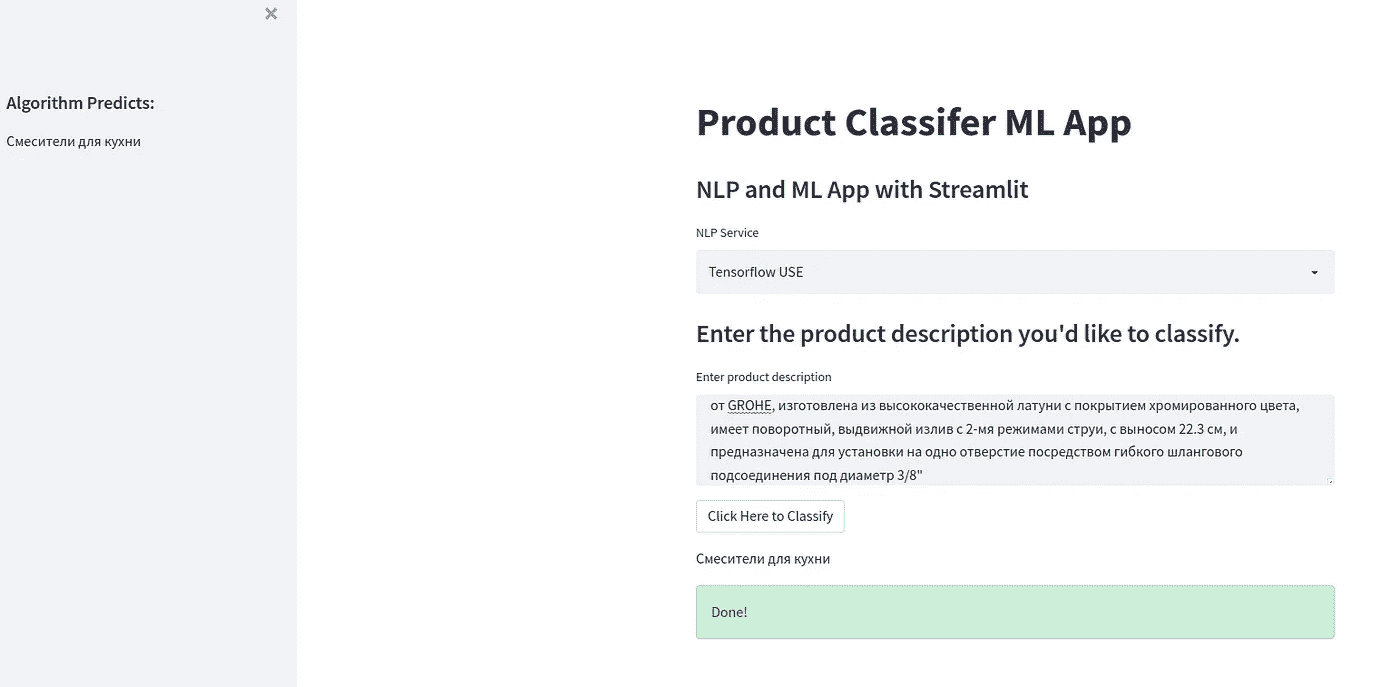 Algorithm Predicts:
Смесители для кухни
Product Classifer ML App
NLP and ML App with Streamlit
NLP Service
Tensorflow USE
Enter the product description you'd like to classify.
Enter product description
от GROHE, изготовлена из высококачественной латуни с покрытием хромированного цвета,
имеет поворотный, выдвижной излив с 2-мя режимами струи, с выносом 22.3 см, и
предназначена для установки на одно отверстие посредством гибкого шлангового
подсоединения под диаметр 3/8"
Click Here to Classify
Смесители для кухни
Done!